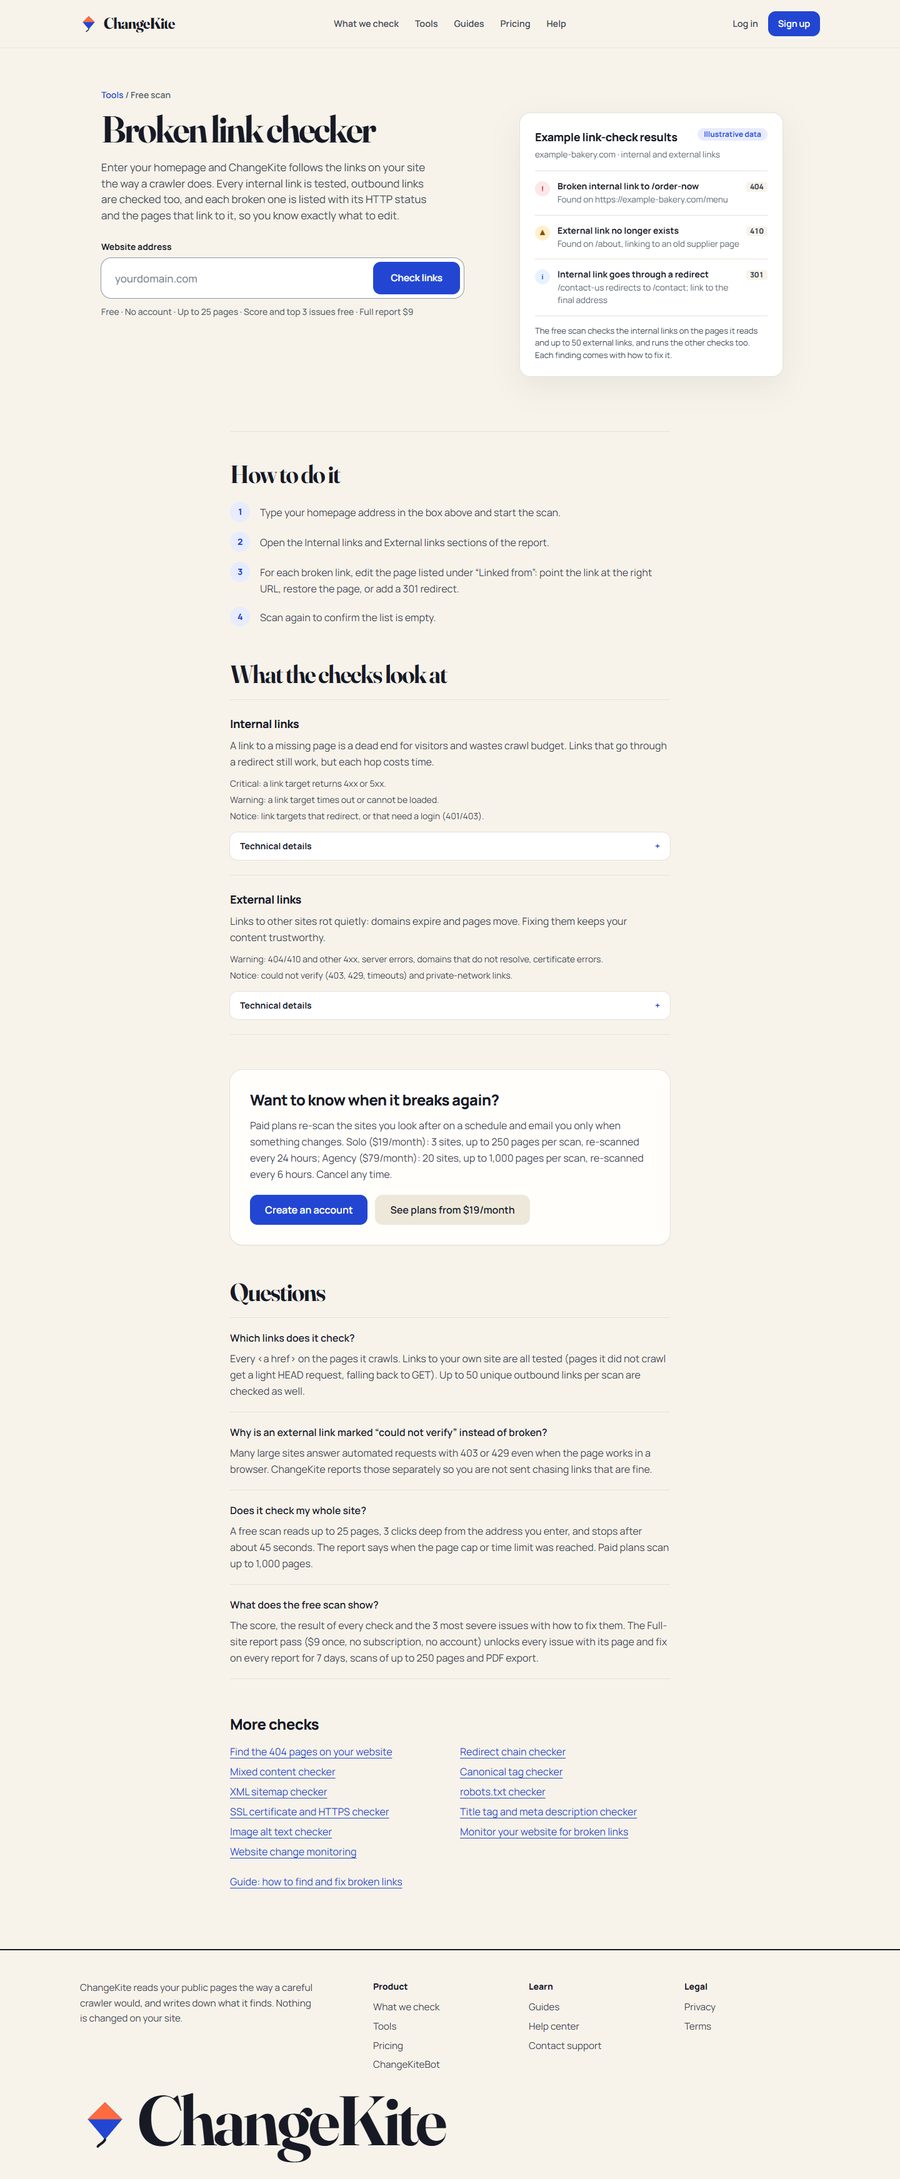 ChangeKite
What we check
Tools
Guides
Pricing
Help
Log in
Sign up
Tools / Free scan
Broken link checker
Enter your homepage and ChangeKite follows the links on your site
the way a crawler does. Every internal link is tested, outbound links
are checked too, and each broken one is listed with its HTTP status
and the pages that link to it, so you know exactly what to edit.
Website address
yourdomain.com
Check links
Free · No account · Up to 25 pages · Score and top 3 issues free · Full report $9
Example link-check results
Illustrative data
example-bakery.com · internal and external links
Broken internal link to /order-now
404
Found on https://example-bakery.com/menu
External link no longer exists
410
Found on /about, linking to an old supplier page
Internal link goes through a redirect
301
/contact-us redirects to /contact; link to the
final address
The free scan checks the internal links on the pages it reads
and up to 50 external links, and runs the other checks too.
Each finding comes with how to fix it.
How to do it
1 Type your homepage address in the box above and start the scan.
2 Open the Internal links and External links sections of the report.
3 For each broken link, edit the page listed under “Linked from”: point the link at the right
URL, restore the page, or add a 301 redirect.
4 Scan again to confirm the list is empty.
What the checks look at
Internal links
A link to a missing page is a dead end for visitors and wastes crawl budget. Links that go through
a redirect still work, but each hop costs time.
Critical: a link target returns 4xx or 5xx.
Warning: a link target times out or cannot be loaded.
Notice: link targets that redirect, or that need a login (401/403).
Technical details +
External links
Links to other sites rot quietly: domains expire and pages move. Fixing them keeps your
content trustworthy.
Warning: 404/410 and other 4xx, server errors, domains that do not resolve, certificate errors.
Notice: could not verify (403, 429, timeouts) and private-network links.
Technical details +
Want to know when it breaks again?
Paid plans re-scan the sites you look after on a schedule and email you only when
something changes. Solo ($19/month): 3 sites, up to 250 pages per scan, re-scanned
every 24 hours; Agency ($79/month): 20 sites, up to 1,000 pages per scan, re-scanned
every 6 hours. Cancel any time.
Create an account
See plans from $19/month
Questions
Which links does it check?
Every <a href> on the pages it crawls. Links to your own site are all tested (pages it did not crawl
get a light HEAD request, falling back to GET). Up to 50 unique outbound links per scan are
checked as well.
Why is an external link marked “could not verify” instead of broken?
Many large sites answer automated requests with 403 or 429 even when the page works in a
browser. ChangeKite reports those separately so you are not sent chasing links that are fine.
Does it check my whole site?
A free scan reads up to 25 pages, 3 clicks deep from the address you enter, and stops after
about 45 seconds. The report says when the page cap or time limit was reached. Paid plans scan
up to 1,000 pages.
What does the free scan show?
The score, the result of every check and the 3 most severe issues with how to fix them. The Full-
site report pass ($9 once, no subscription, no account) unlocks every issue with its page and fix
on every report for 7 days, scans of up to 250 pages and PDF export.
More checks
Find the 404 pages on your website
Redirect chain checker
Mixed content checker
Canonical tag checker
XML sitemap checker
robots.txt checker
SSL certificate and HTTPS checker
Title tag and meta description checker
Image alt text checker
Monitor your website for broken links
Website change monitoring
Guide: how to find and fix broken links
ChangeKite reads your public pages the way a careful
crawler would, and writes down what it finds. Nothing
is changed on your site.
Product
What we check
Tools
Pricing
ChangeKiteBot
Learn
Guides
Help center
Contact support
Legal
Privacy
Terms
ChangeKite